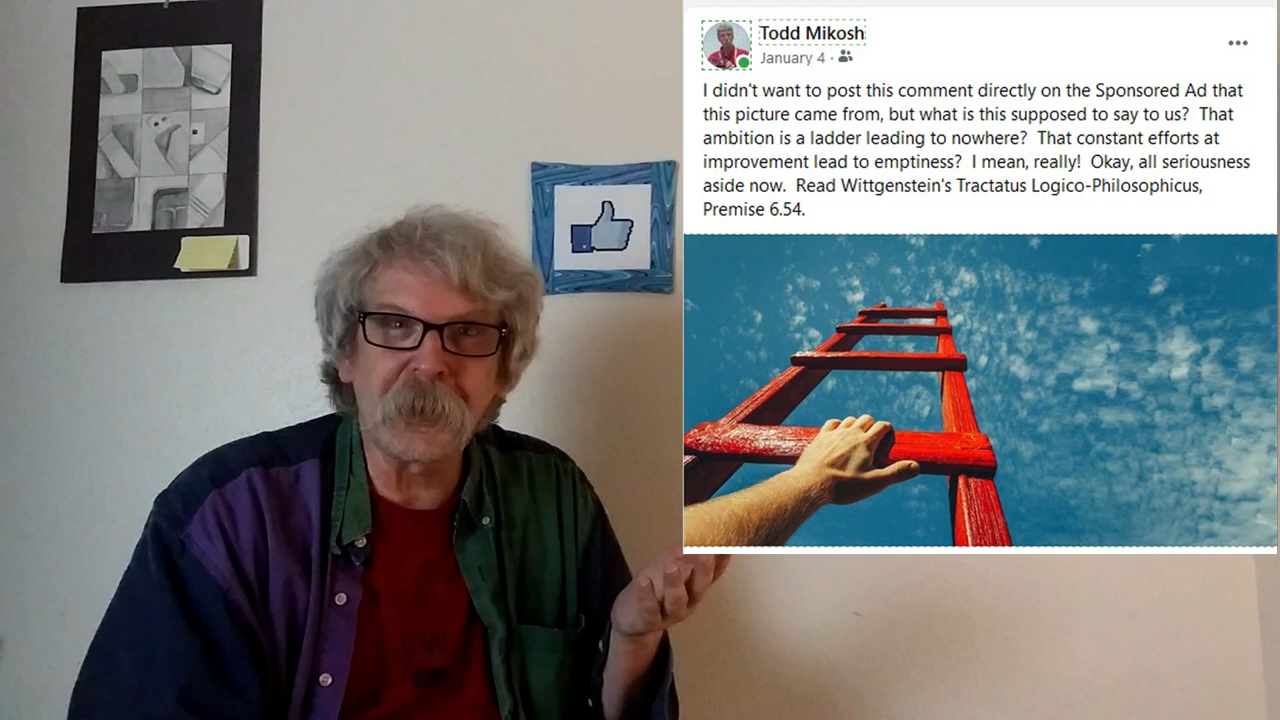 Todd Mikosh
January 4 ·
I didn't want to post this comment directly on the Sponsored Ad that
this picture came from, but what is this supposed to say to us?  That
ambition is a ladder leading to nowhere?  That constant efforts at
improvement lead to emptiness?  I mean, really!  Okay, all seriousness
aside now.  Read Wittgenstein's Tractatus Logico-Philosophicus,
Premise 6.54.